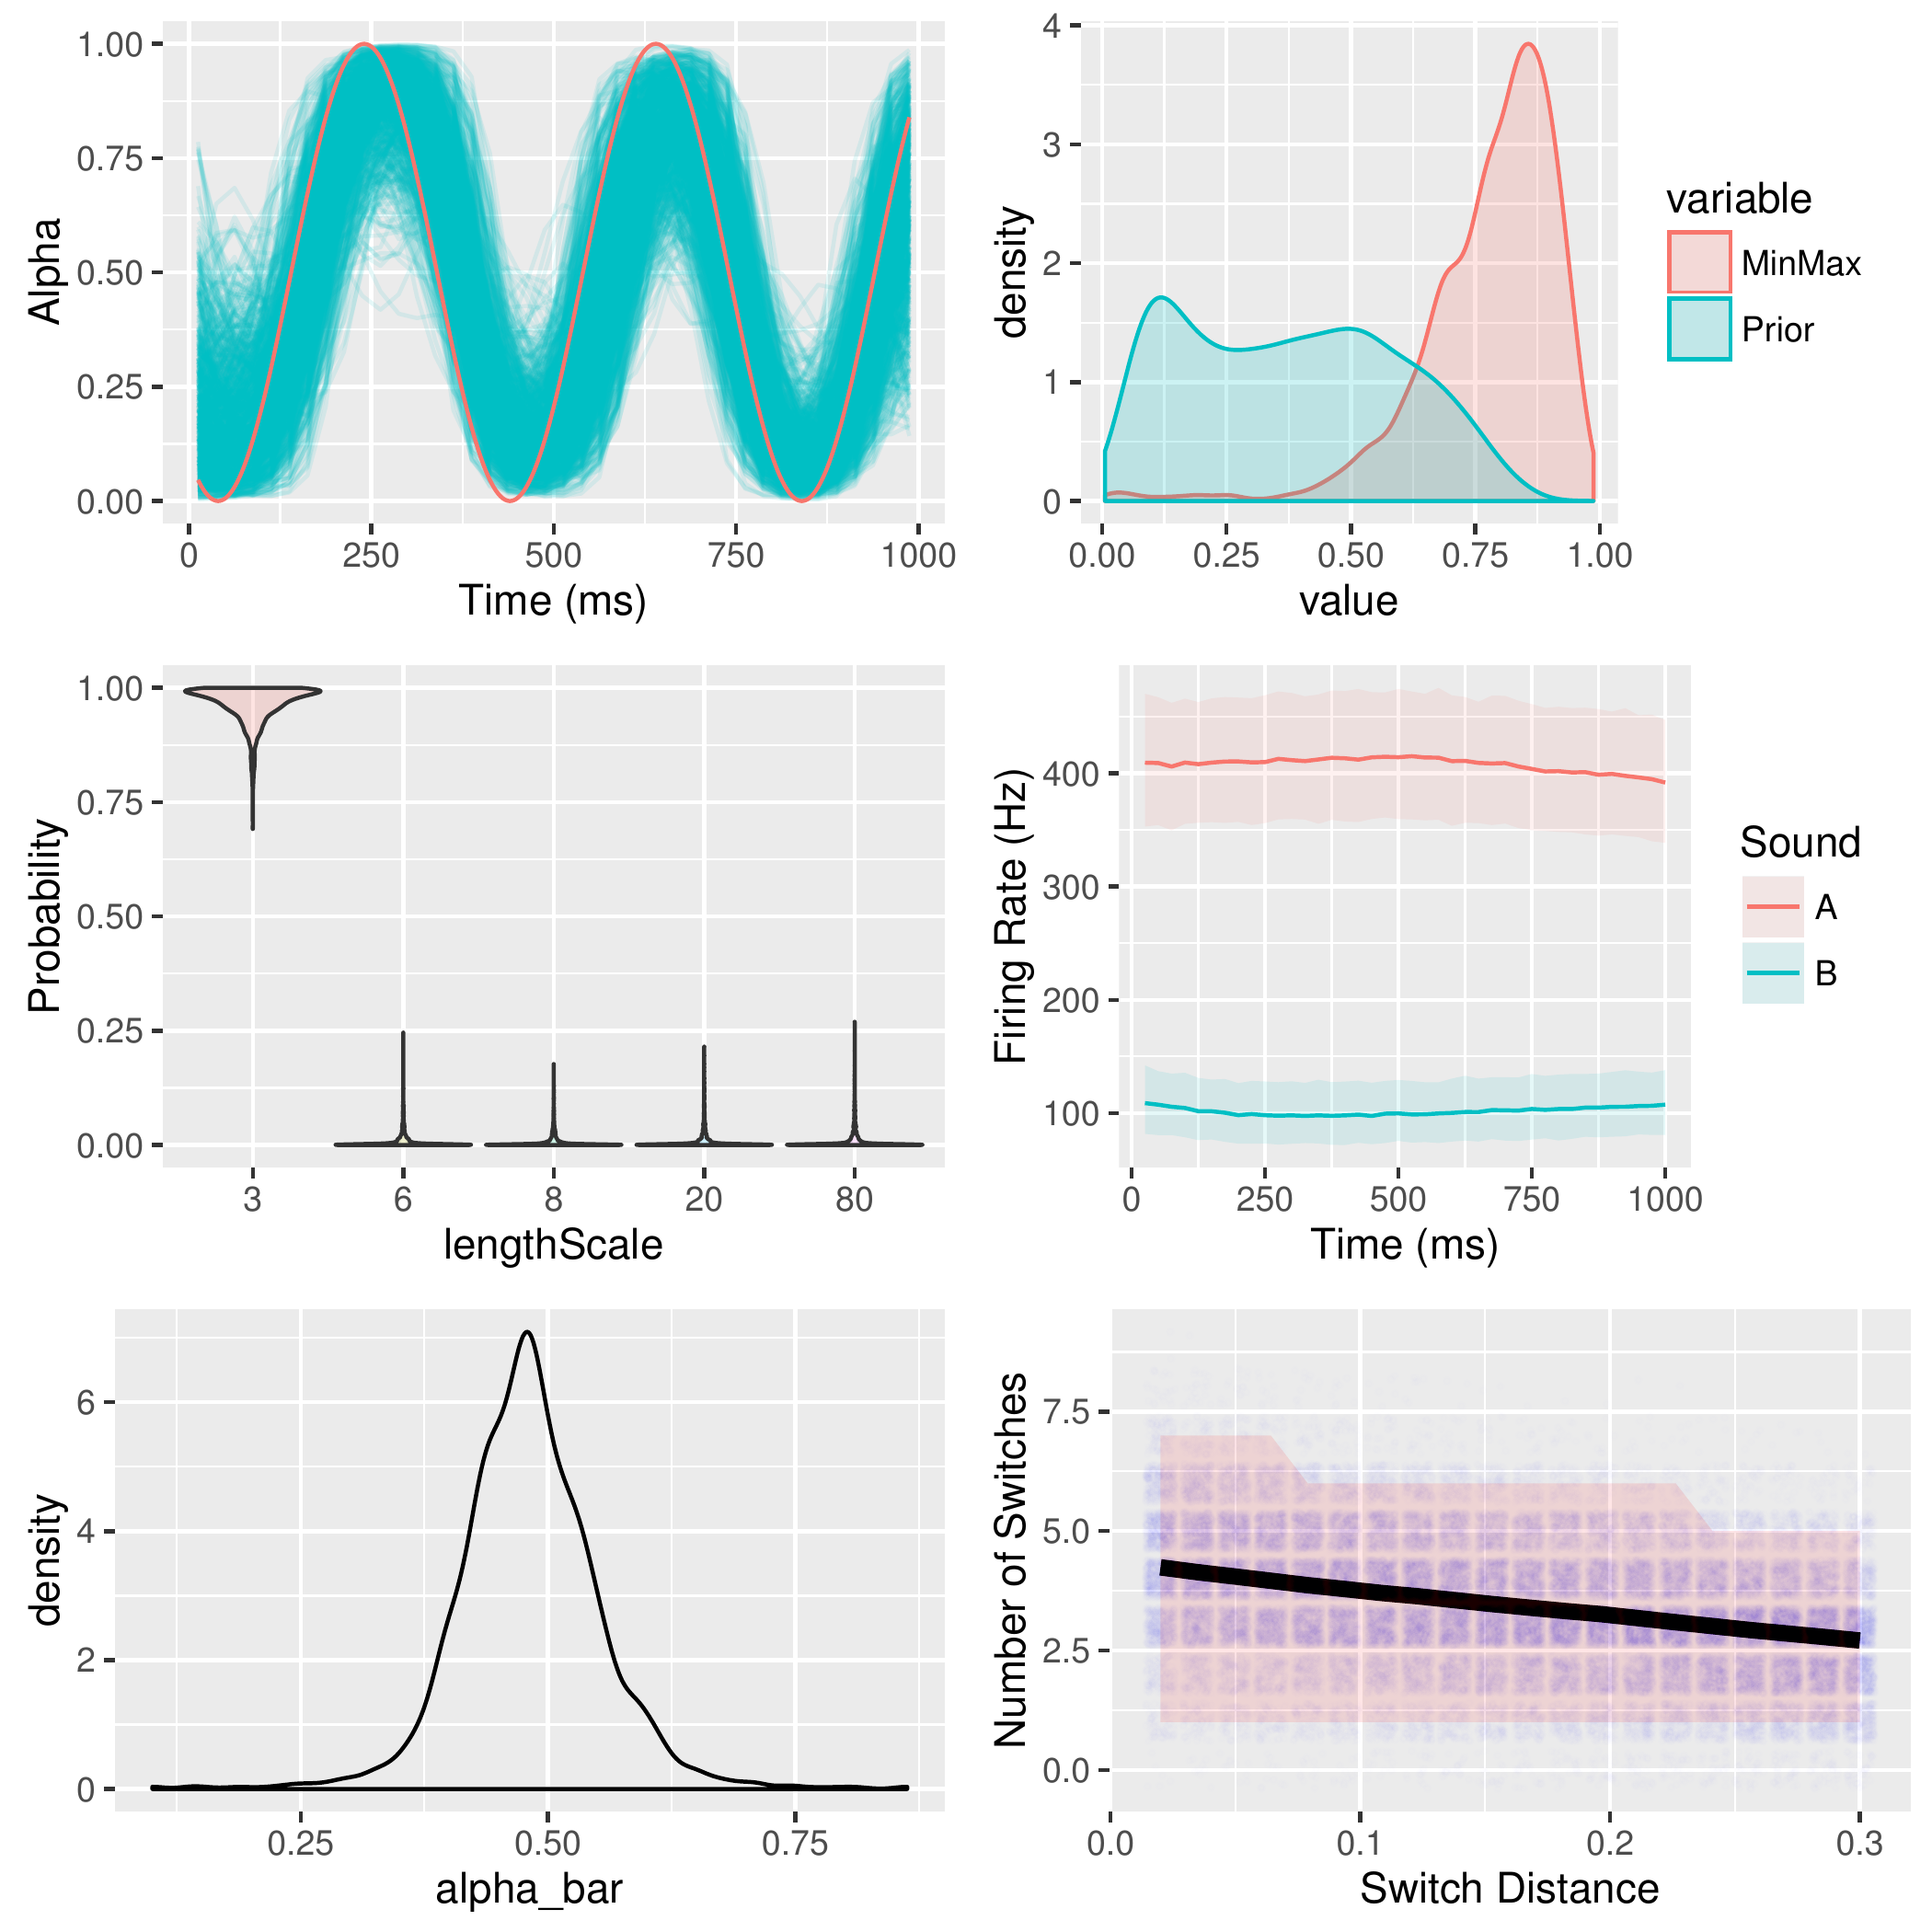 1.00
0.75
0.50
0.25
0.00
Alpha
0 250 500 750 1000
Time (ms)
4
3
2
1
0
density
0.00 0.25 0.50 0.75 1.00
value
variable
MinMax
Prior
1.00
0.75
0.50
0.25
0.00
Probability
3 6 8 20 80
lengthScale
400
300
200
100
Firing Rate (Hz)
0 250 500 750 1000
Time (ms)
Sound
A
B
6
4
2
0
density
0.25 0.50 0.75
alpha_bar
7.5
5.0
2.5
0.0
Number of Switches
0.0 0.1 0.2 0.3
Switch Distance